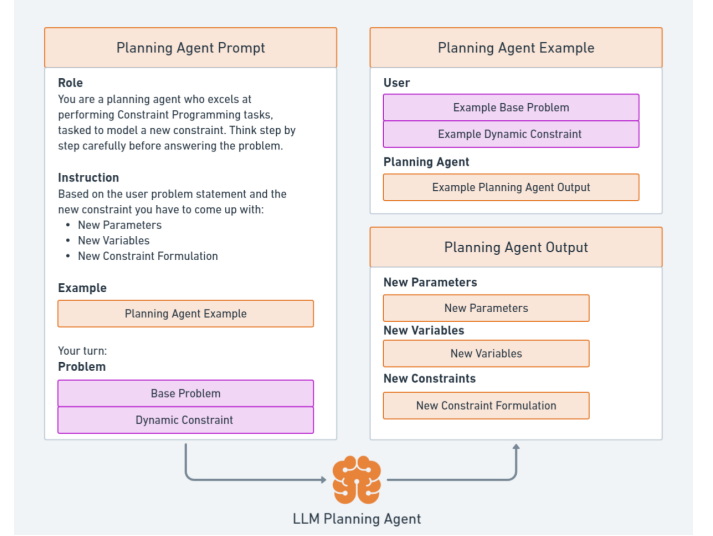 Planning Agent Prompt
Role
You are a planning agent who excels at
performing Constraint Programming tasks,
tasked to model a new constraint. Think step by
step carefully before answering the problem.
Instruction
Based on the user problem statement and the
new constraint you have to come up with:
• New Parameters
• New Variables
• New Constraint Formulation
Example
Planning Agent Example
Your turn:
Problem
Base Problem
Dynamic Constraint
Planning Agent Example
User
Example Base Problem
Example Dynamic Constraint
Planning Agent
Example Planning Agent Output
Planning Agent Output
New Parameters
New Parameters
New Variables
New Variables
New Constraints
New Constraint Formulation
LLM Planning Agent